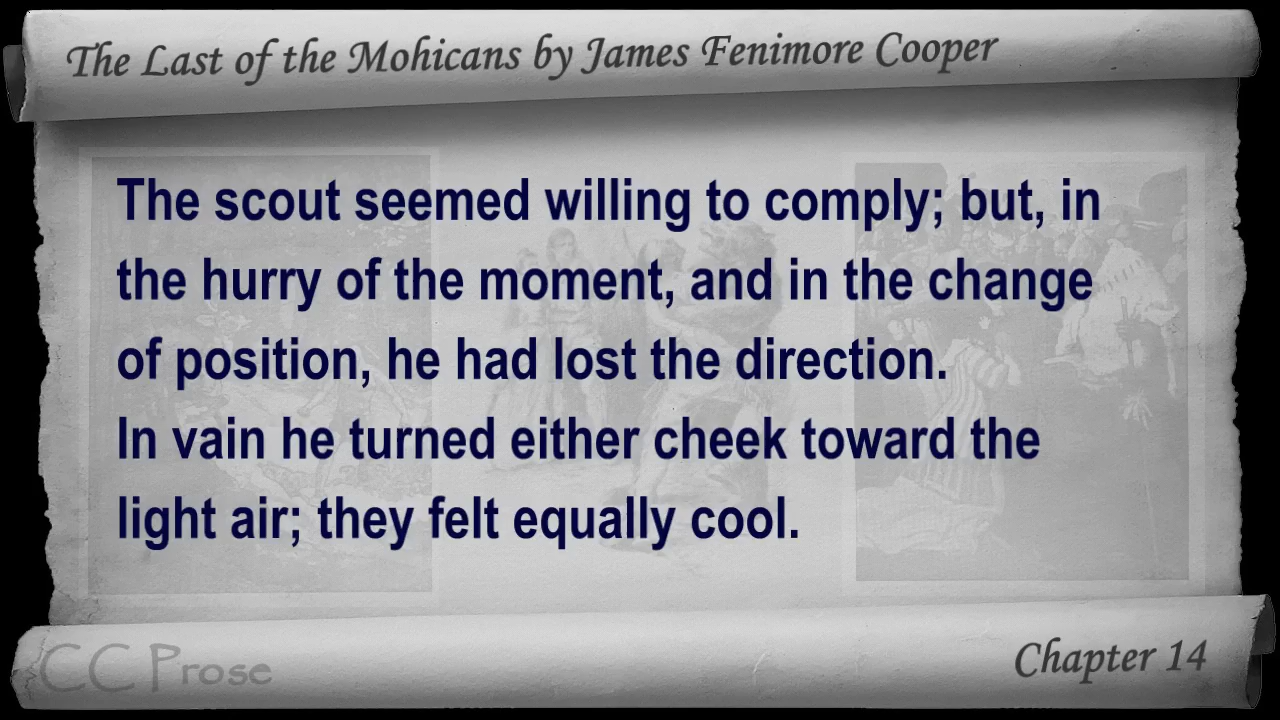 The Last of the Mohicans by James Fenimore Cooper
The scout seemed willing to comply; but, in
the hurry of the moment, and in the change
of position, he had lost the direction.
In vain he turned either cheek toward the
light air; they felt equally cool.
CC Prose
Chapter 14